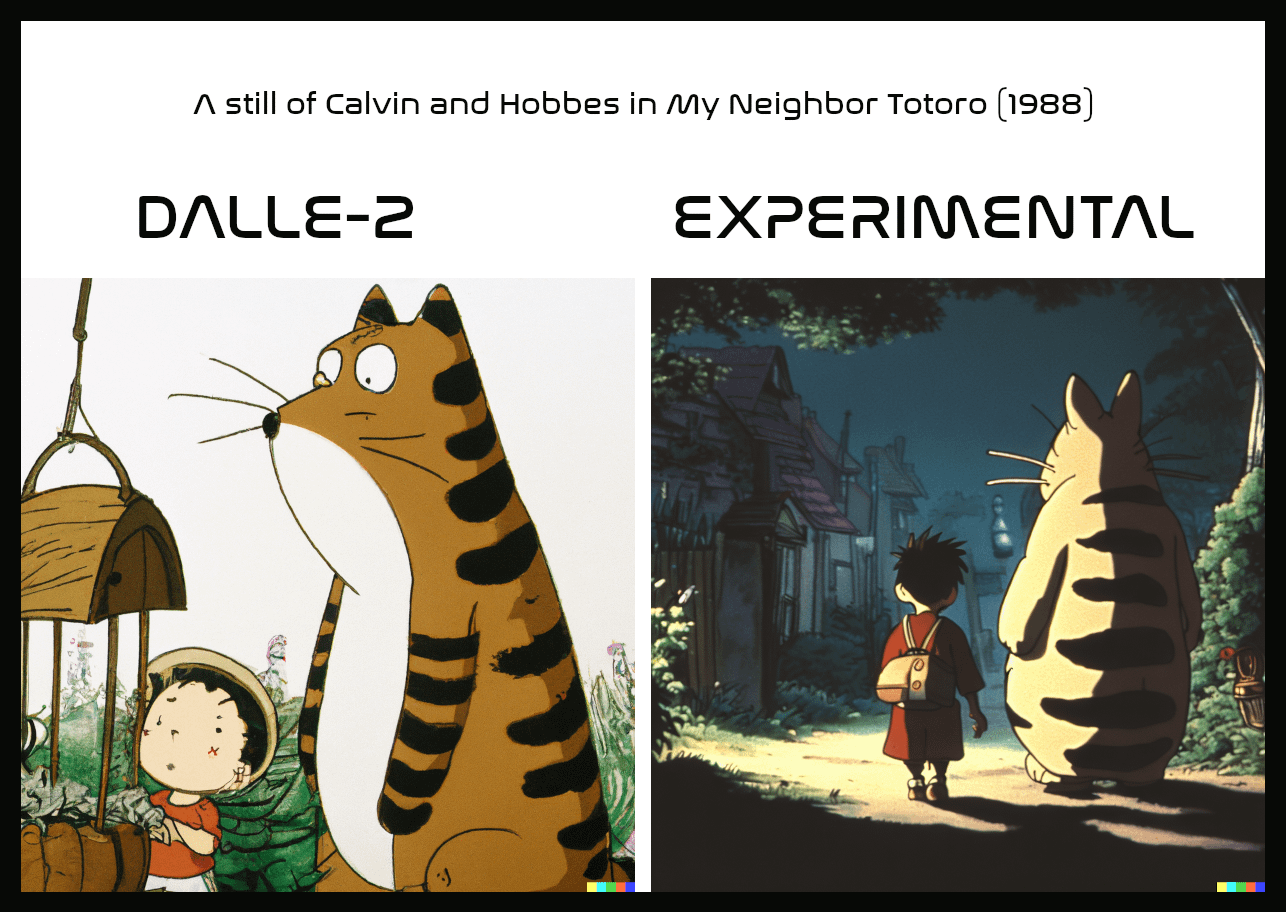 A still of Calvin and Hobbes in My Neighbor Totoro (1988)
DALLE-2
EXPERIMENTAL